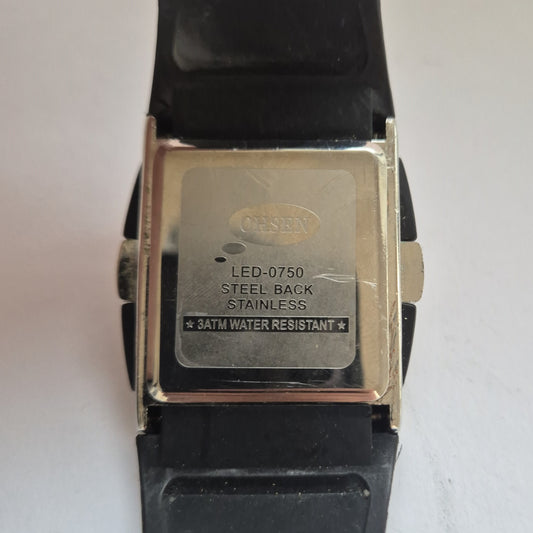 OHSEN
LED-0750
STEEL BACK
STAINLESS
★ 3ATM WATER RESISTANT ★